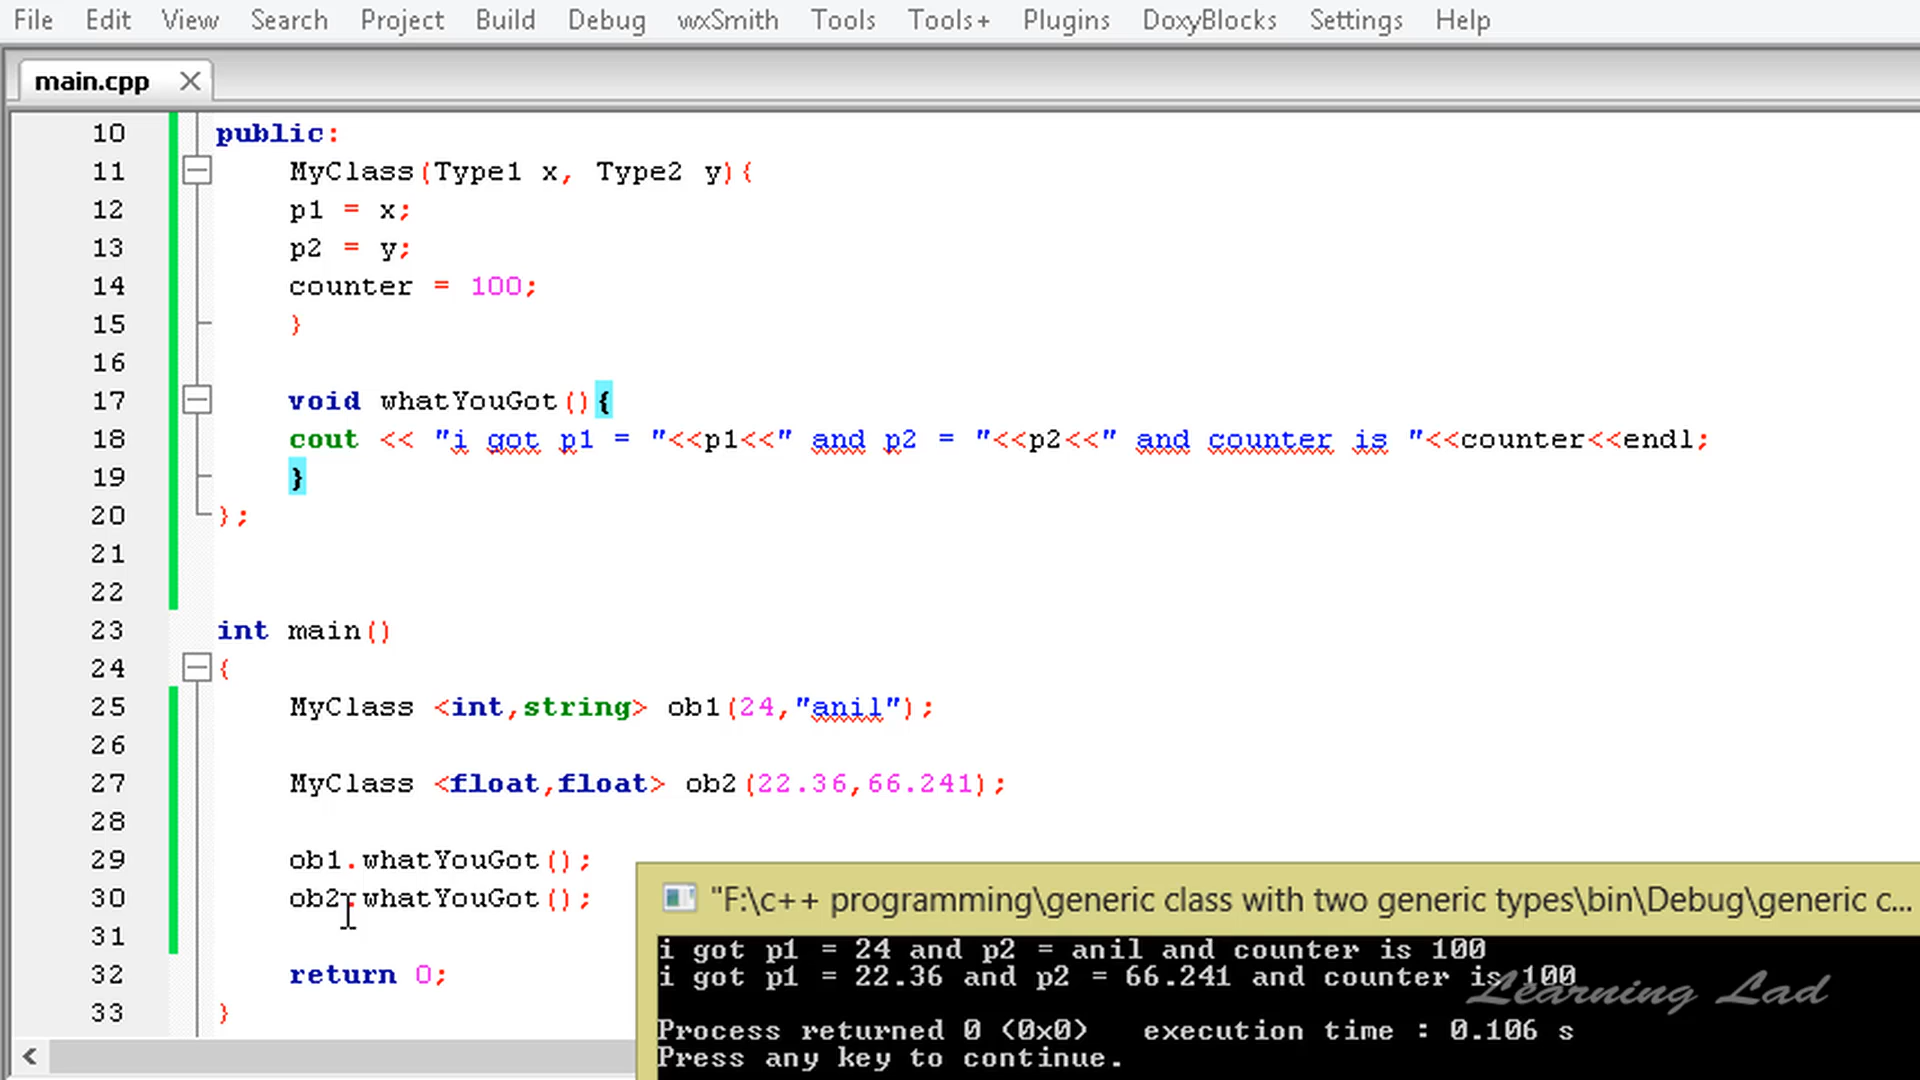 File Edit View Search Project Build Debug wxSmith Tools Tools+ Plugins DoxyBlocks Settings Help
main.cpp
10 public:
11 MyClass(Type1 x, Type2 y){
12 p1 = x;
13 p2 = y;
14 counter = 100;
15 }
16
17 void whatYouGot(){
18 cout << "i got p1 = "<<p1<<" and p2 = "<<p2<<" and counter is "<<counter<<endl;
19 }
20 };
21
22
23 int main()
24 {
25 MyClass <int,string> ob1(24,"anil");
26
27 MyClass <float,float> ob2(22.36,66.241);
28
29 ob1.whatYouGot();
30 ob2.whatYouGot();
31
32 return 0;
33 }
"F:\c++ programming\generic class with two generic types\bin\Debug\generic c...
i got p1 = 24 and p2 = anil and counter is 100
i got p1 = 22.36 and p2 = 66.241 and counter is 100
Learning Lad
Process returned 0 (0x0) execution time : 0.106 s
Press any key to continue.